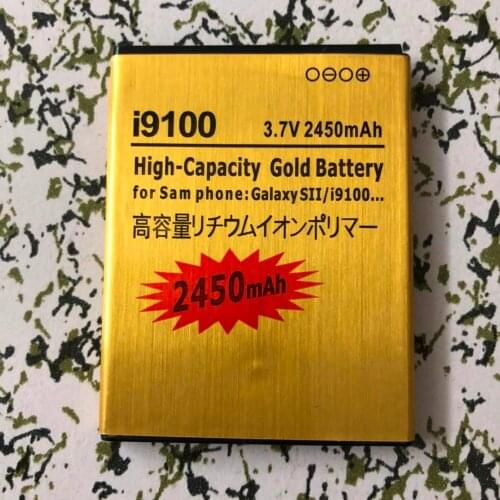 ○⊖○⊕
i9100 3.7V 2450mAh
High-Capacity Gold Battery
for Sam phone: Galaxy SII/i9100...
高容量リチウムイオンポリマー
2450mAh